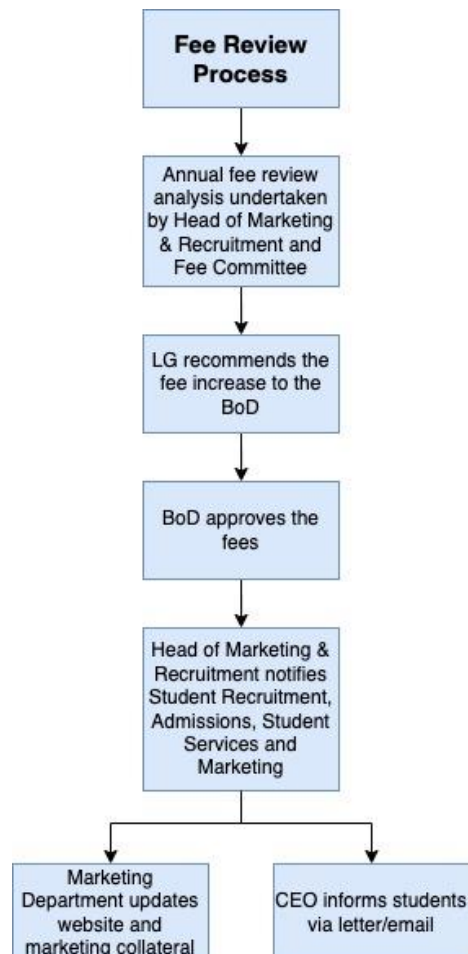 Fee Review
Process
Annual fee review
analysis undertaken
by Head of Marketing
& Recruitment and
Fee Committee
LG recommends the
fee increase to the
BoD
BoD approves the
fees
Head of Marketing &
Recruitment notifies
Student Recruitment,
Admissions, Student
Services and
Marketing
Marketing
Department updates
website and
marketing collateral
CEO informs students
via letter/email